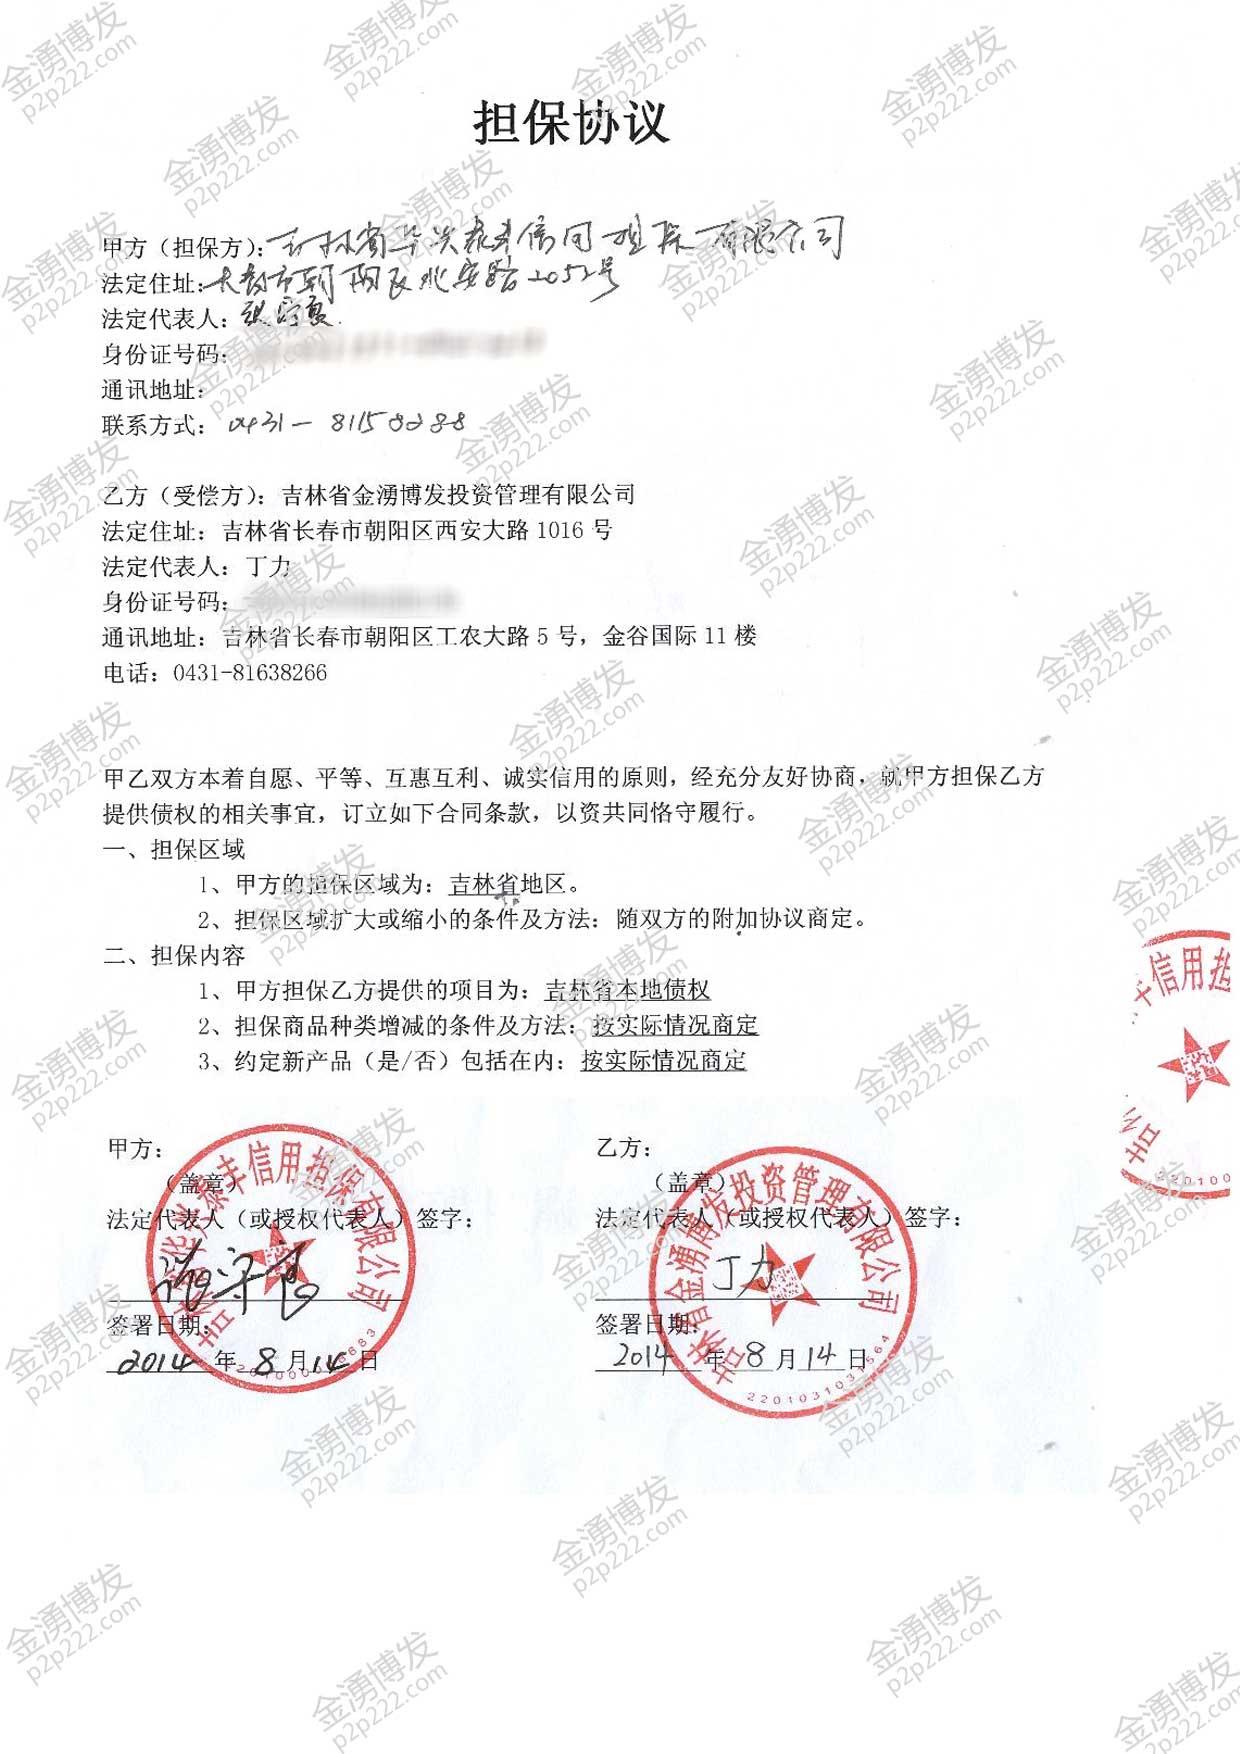 担保协议
甲方（担保方）：吉林省华兴泰丰信用担保有限公司
法定住址：长春市朝阳区北安路2052号
法定代表人：
身份证号码：
通讯地址：
联系方式：0431-81158288
乙方（受偿方）：吉林省金湧博发投资管理有限公司
法定住址：吉林省长春市朝阳区西安大路 1016 号
法定代表人：丁力
身份证号码：
通讯地址：吉林省长春市朝阳区工农大路 5 号，金谷国际 11 楼
电话：0431-81638266
甲乙双方本着自愿、平等、互惠互利、诚实信用的原则，经充分友好协商，就甲方担保乙方
提供债权的相关事宜，订立如下合同条款，以资共同恪守履行。
一、担保区域
1、甲方的担保区域为：吉林省地区。
2、担保区域扩大或缩小的条件及方法：随双方的附加协议商定。
二、担保内容
1、甲方担保乙方提供的项目为：吉林省本地债权
2、担保商品种类增减的条件及方法：按实际情况商定
3、约定新产品（是/否）包括在内：按实际情况商定
信用担
吉
220100
甲方：
（盖章）
法定代表人（或授权代表人）签字：
签署日期：
2014 年 8 月 14 日
吉林省华兴泰丰信用担保有限公司
乙方：
（盖章）
法定代表人（或授权代表人）签字：
丁力
签署日期：
2014 年 8 月 14 日
吉林省金湧博发投资管理有限公司
2201031031564
金湧博发
p2p222.com